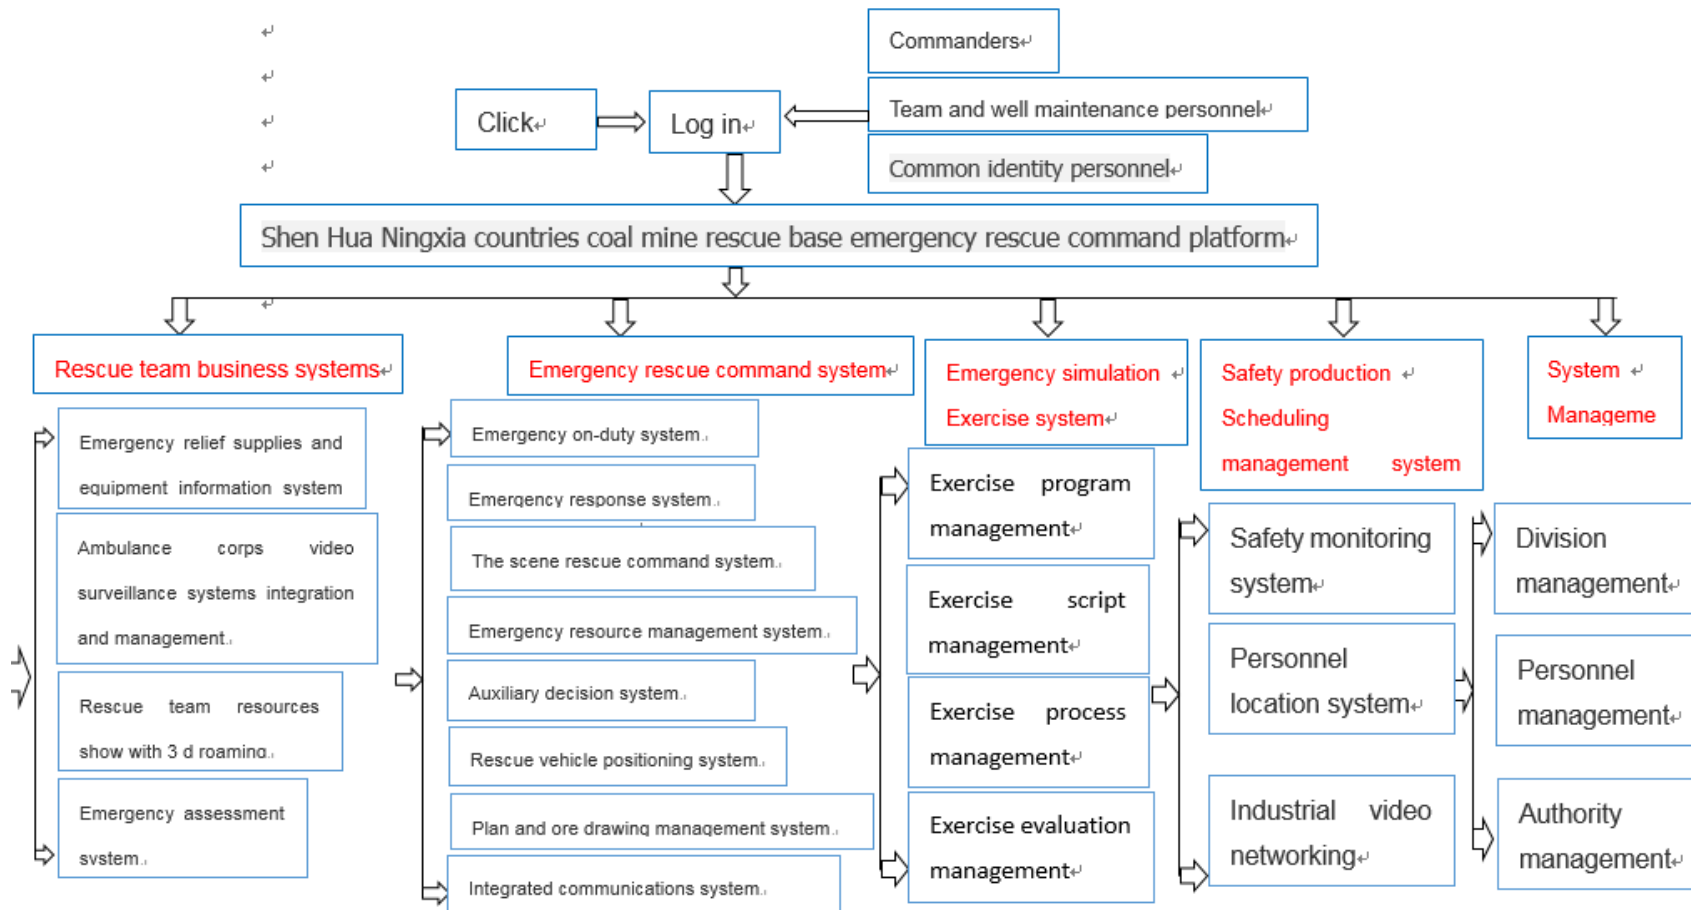 Commanders
Click
Log in
Team and well maintenance personnel
Common identity personnel
Shen Hua Ningxia countries coal mine rescue base emergency rescue command platform
Rescue team business systems
Emergency relief supplies and
equipment information system
Ambulance corps video
surveillance systems integration
and management.
Rescue team resources
show with 3 d roaming.
Emergency assessment
system.
Emergency rescue command system
Emergency on-duty system.
Emergency response system.
The scene rescue command system.
Emergency resource management system.
Auxiliary decision system.
Rescue vehicle positioning system.
Plan and ore drawing management system.
Integrated communications system.
Emergency simulation
Exercise system
Exercise program
management
Exercise script
management
Exercise process
management
Exercise evaluation
management
Safety production
Scheduling
management system
Safety monitoring
system
Personnel
location system
Industrial video
networking
System
Manageme
Division
management
Personnel
management
Authority
management